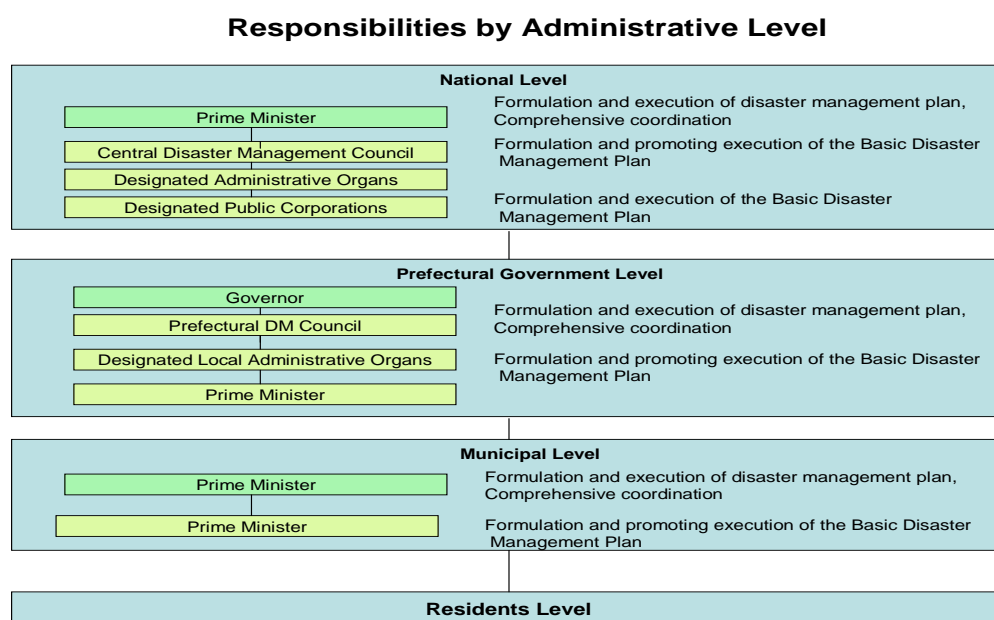 Responsibilities by Administrative Level
National Level
Prime Minister
Formulation and execution of disaster management plan,
Comprehensive coordination
Central Disaster Management Council
Formulation and promoting execution of the Basic Disaster
Management Plan
Designated Administrative Organs
Designated Public Corporations
Formulation and execution of the Basic Disaster
Management Plan
Prefectural Government Level
Governor
Formulation and execution of disaster management plan,
Comprehensive coordination
Prefectural DM Council
Designated Local Administrative Organs
Formulation and promoting execution of the Basic Disaster
Management Plan
Prime Minister
Municipal Level
Prime Minister
Formulation and execution of disaster management plan,
Comprehensive coordination
Prime Minister
Formulation and promoting execution of the Basic Disaster
Management Plan
Residents Level